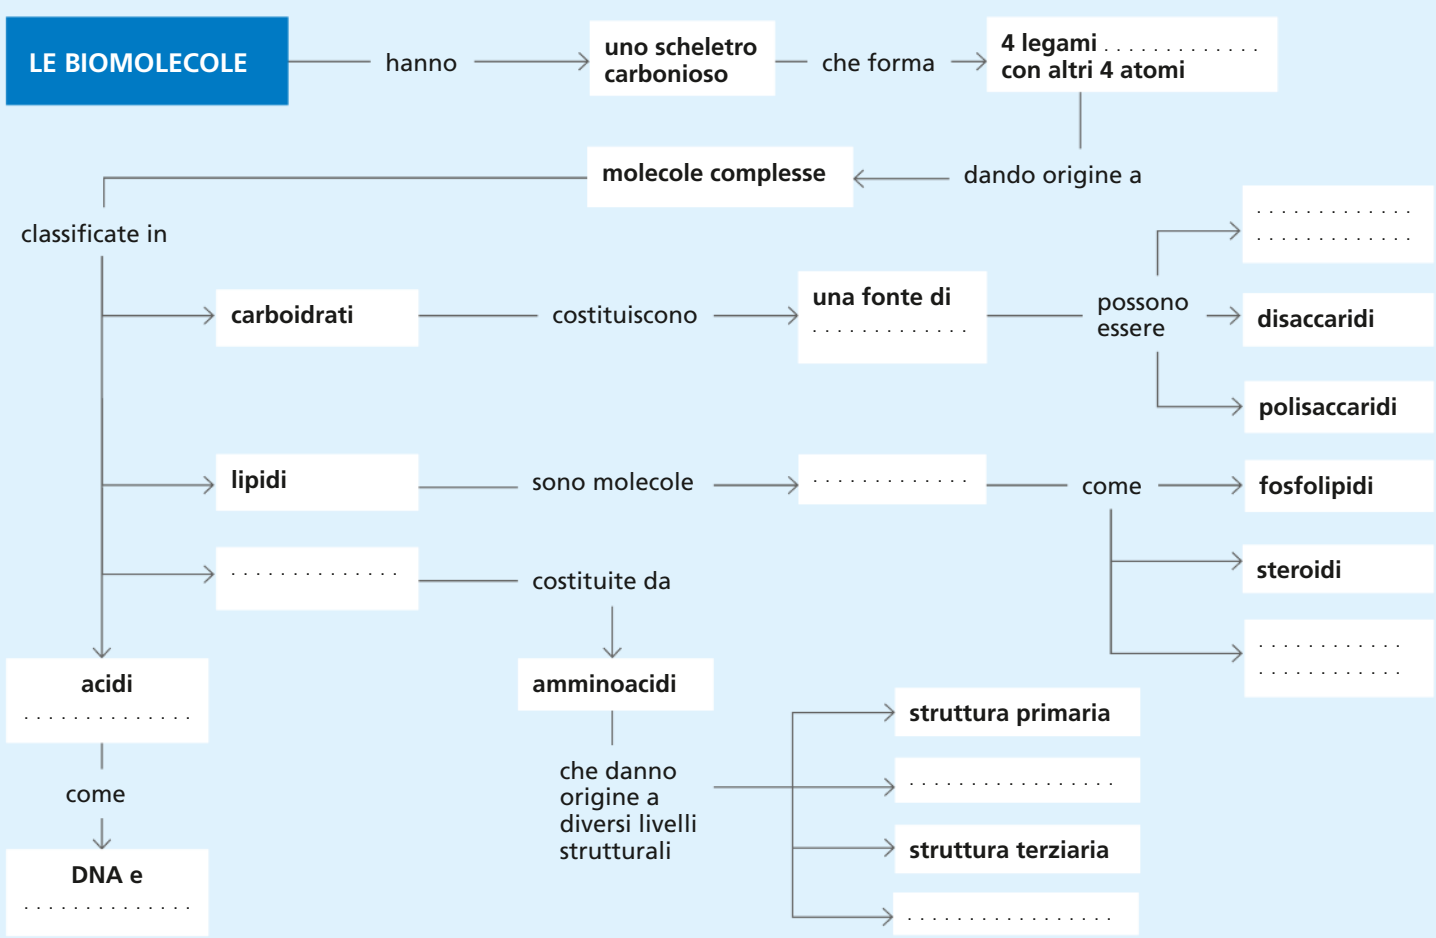 LE BIOMOLECOLE
hanno
uno scheletro
carbonioso
che forma
4 legami . . . . . . . . . . . . .
con altri 4 atomi
dando origine a
molecole complesse
classificate in
carboidrati
costituiscono
una fonte di
. . . . . . . . . . . . .
possono
essere
. . . . . . . . . . . . .
. . . . . . . . . . . . .
disaccaridi
polisaccaridi
lipidi
sono molecole
. . . . . . . . . . . . .
come
fosfolipidi
steroidi
. . . . . . . . . . . .
. . . . . . . . . . . .
. . . . . . . . . . . . . .
costituite da
amminoacidi
che danno
origine a
diversi livelli
strutturali
struttura primaria
. . . . . . . . . . . . . . . . .
struttura terziaria
. . . . . . . . . . . . . . . . .
acidi
. . . . . . . . . . . . . .
come
DNA e
. . . . . . . . . . . . . .